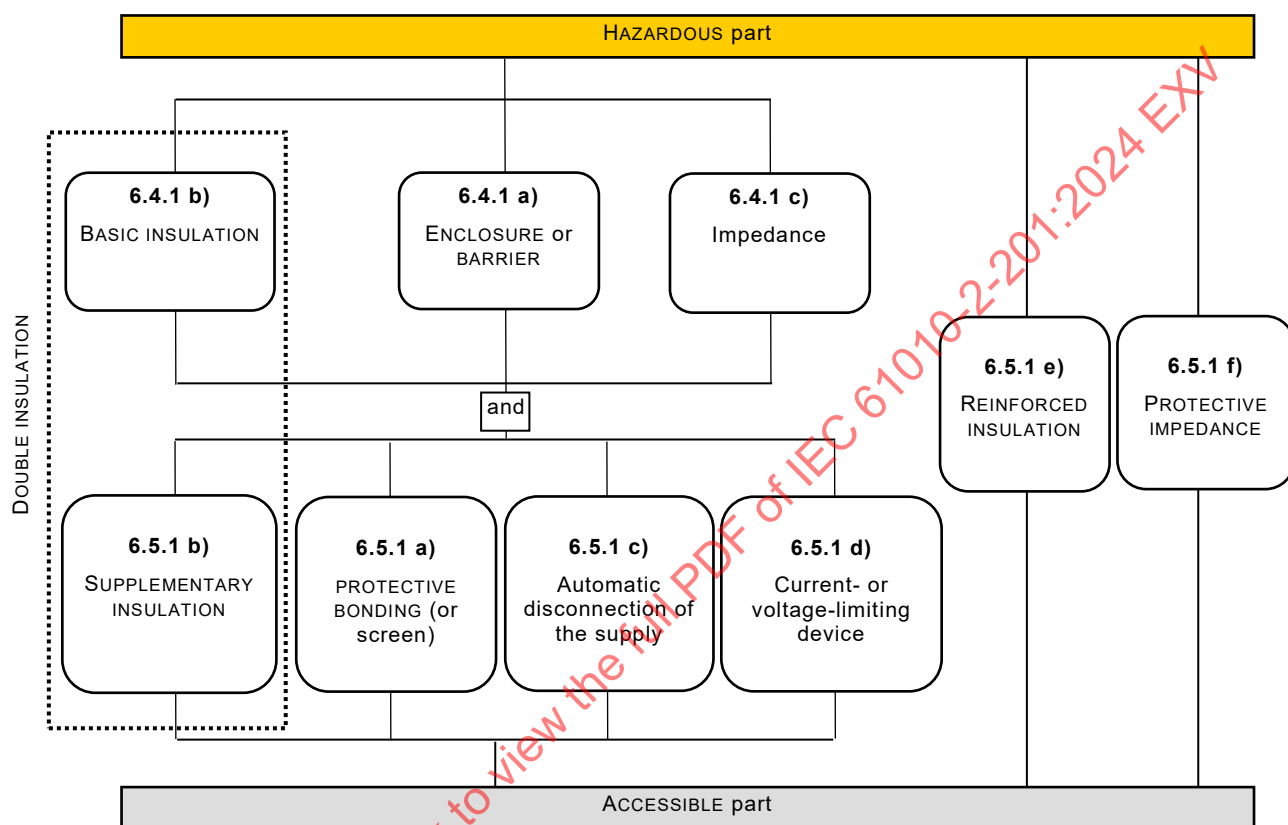 HAZARDOUS part
6.4.1 b)
BASIC INSULATION
6.4.1 a)
ENCLOSURE or
BARRIER
6.4.1 c)
Impedance
DOUBLE INSULATION
and
6.5.1 e)
REINFORCED
INSULATION
6.5.1 f)
PROTECTIVE
IMPEDANCE
6.5.1 b)
SUPPLEMENTARY
INSULATION
6.5.1 a)
PROTECTIVE
BONDING (or
screen)
6.5.1 c)
Automatic
disconnection of
the supply
6.5.1 d)
Current- or
voltage-limiting
device
ACCESSIBLE part
to view the full PDF of IEC 61010-2-201:2024 EXV